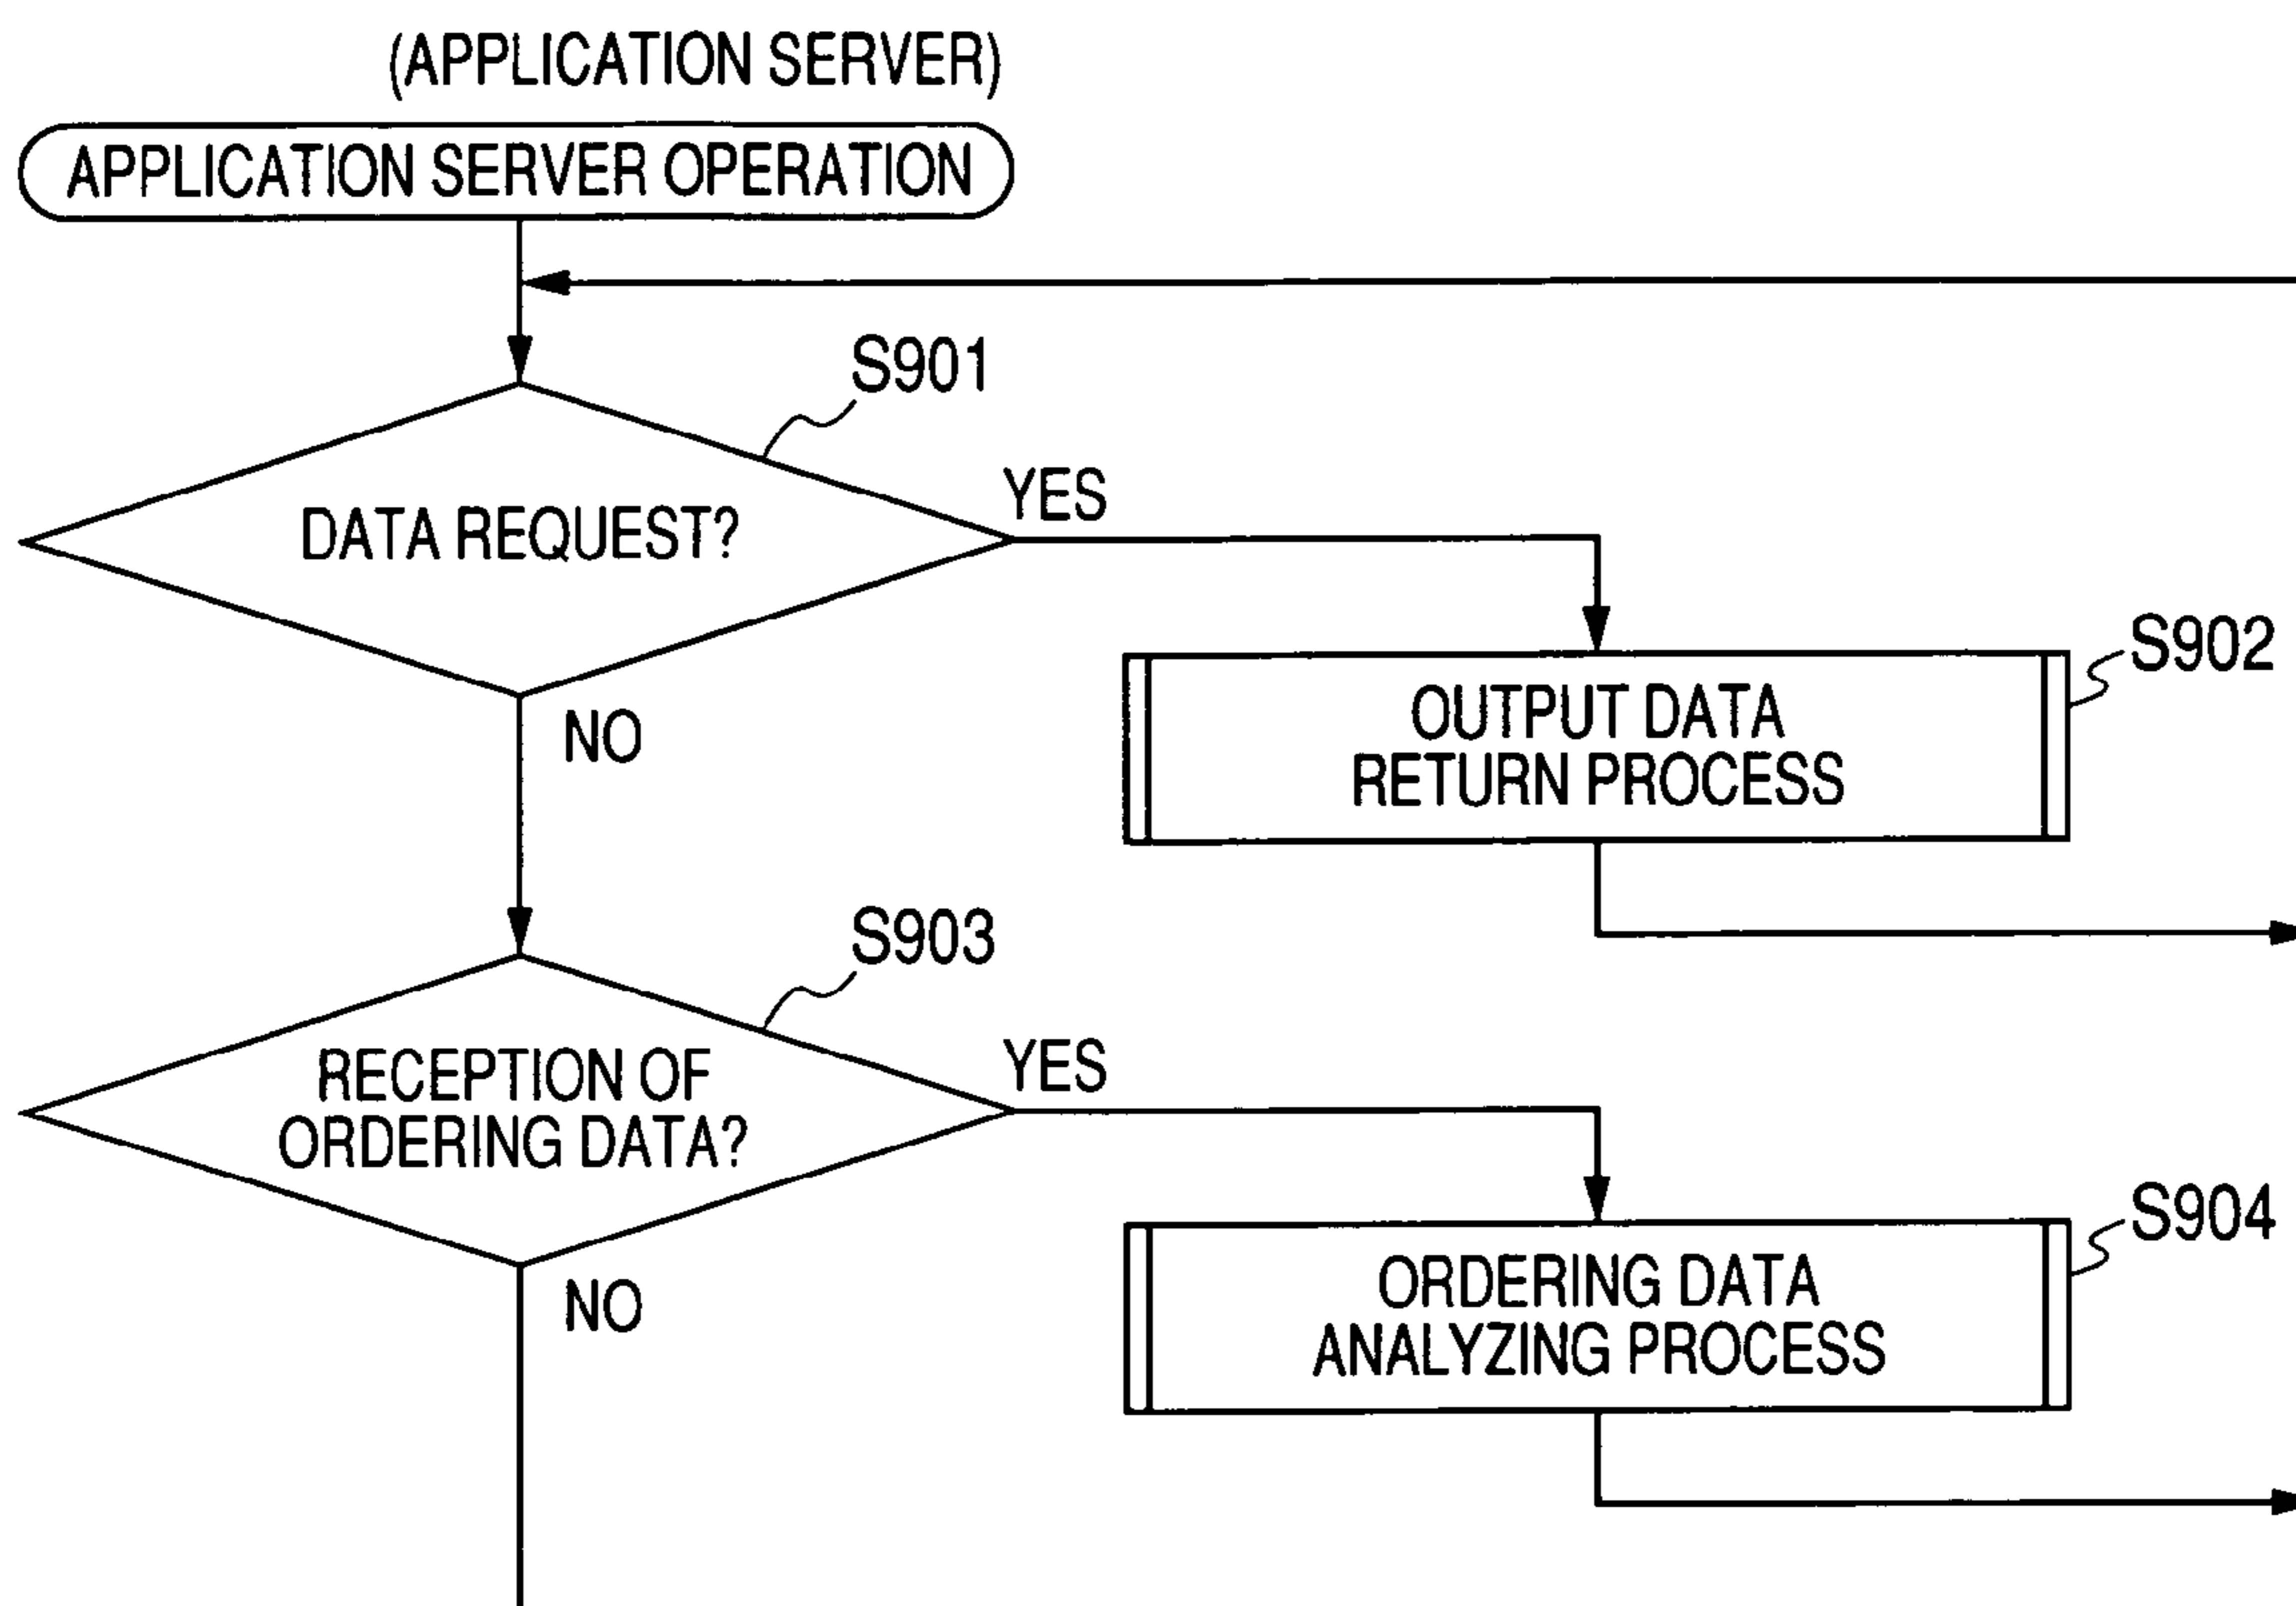 (APPLICATION SERVER)
APPLICATION SERVER OPERATION
S901
DATA REQUEST?
YES
NO
S902
OUTPUT DATA
RETURN PROCESS
S903
RECEPTION OF
ORDERING DATA?
YES
NO
S904
ORDERING DATA
ANALYZING PROCESS